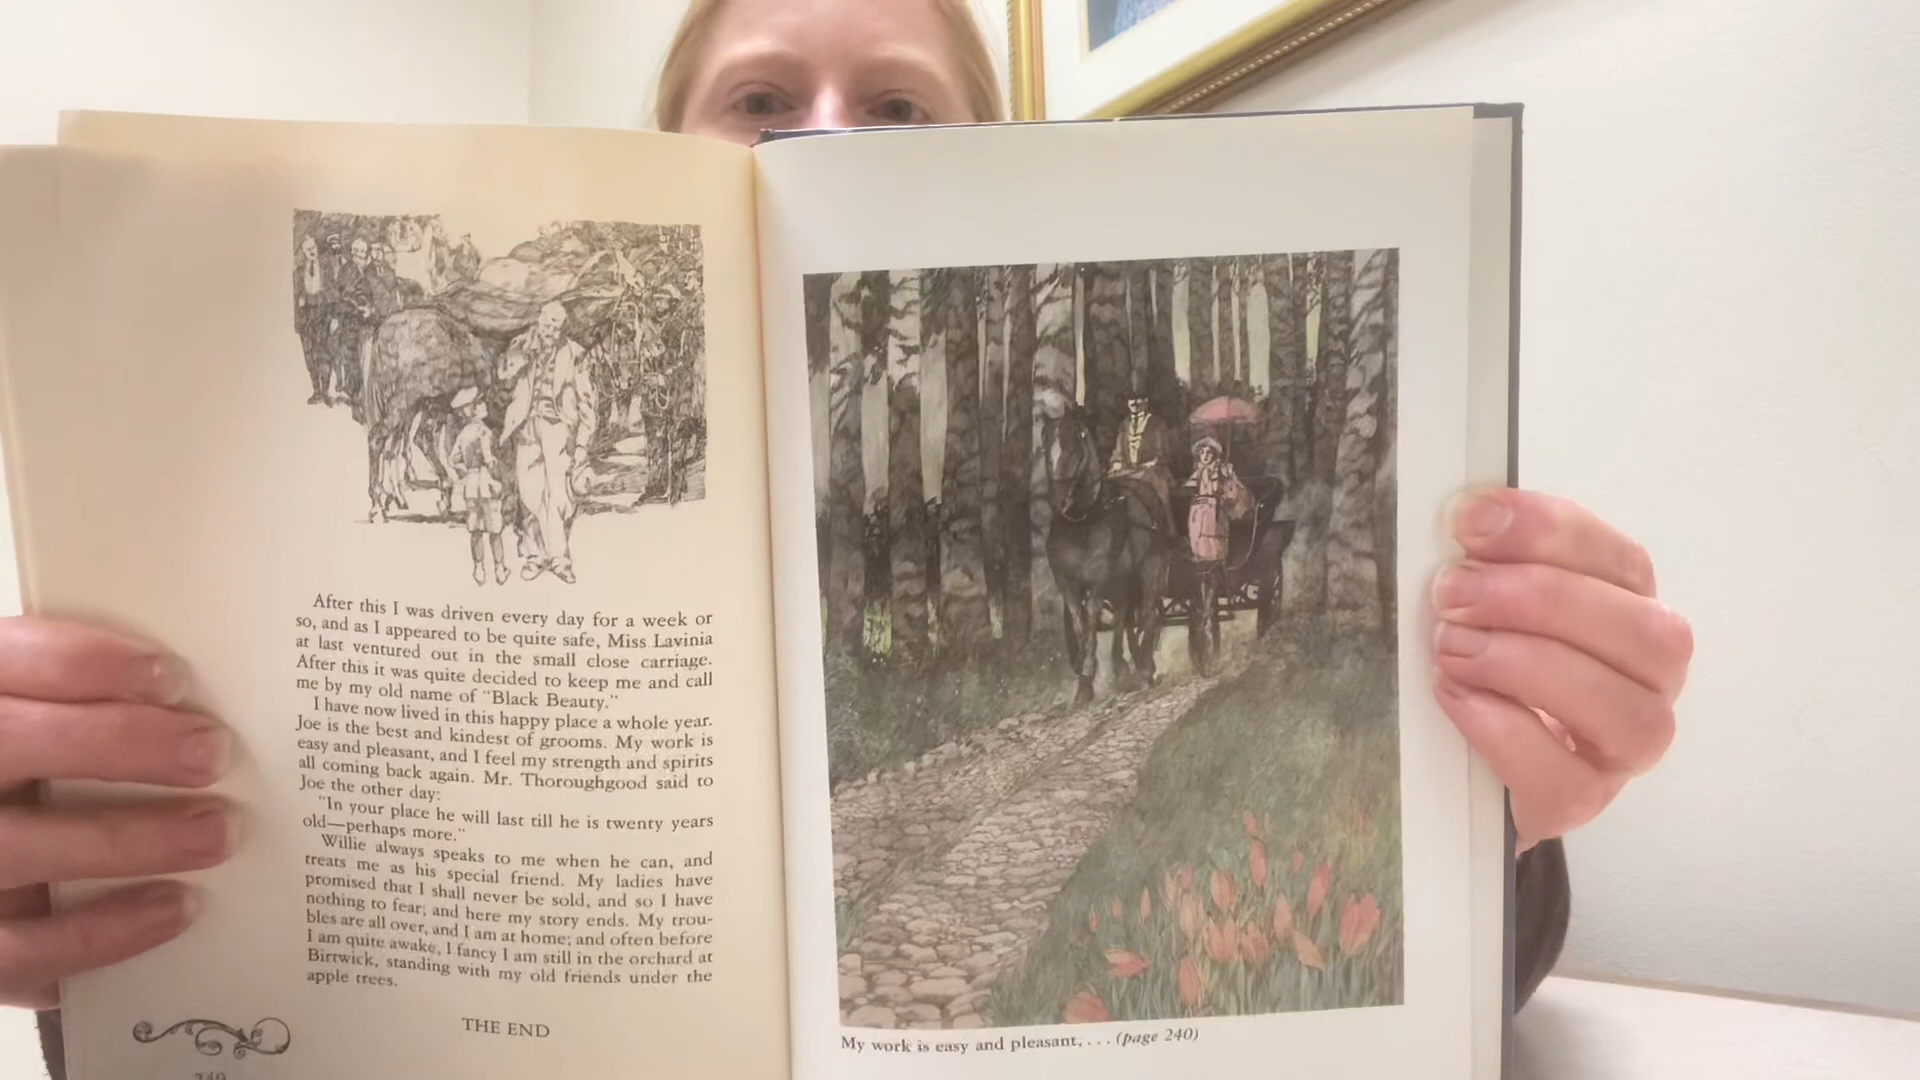 After this I was driven every day for a week or
so, and as I appeared to be quite safe, Miss Lavinia
at last ventured out in the small close carriage.
After this it was quite decided to keep me and call
me by my old name of "Black Beauty."
I have now lived in this happy place a whole year.
Joe is the best and kindest of grooms. My work is
easy and pleasant, and I feel my strength and spirits
all coming back again. Mr. Thoroughgood said to
Joe the other day:
"In your place he will last till he is twenty years
old—perhaps more."
Willie always speaks to me when he can, and
treats me as his special friend. My ladies have
promised that I shall never be sold, and so I have
nothing to fear; and here my story ends. My trou-
bles are all over, and I am at home; and often before
I am quite awake, I fancy I am still in the orchard at
Birtwick, standing with my old friends under the
apple trees.
THE END
My work is easy and pleasant, . . . (page 240)